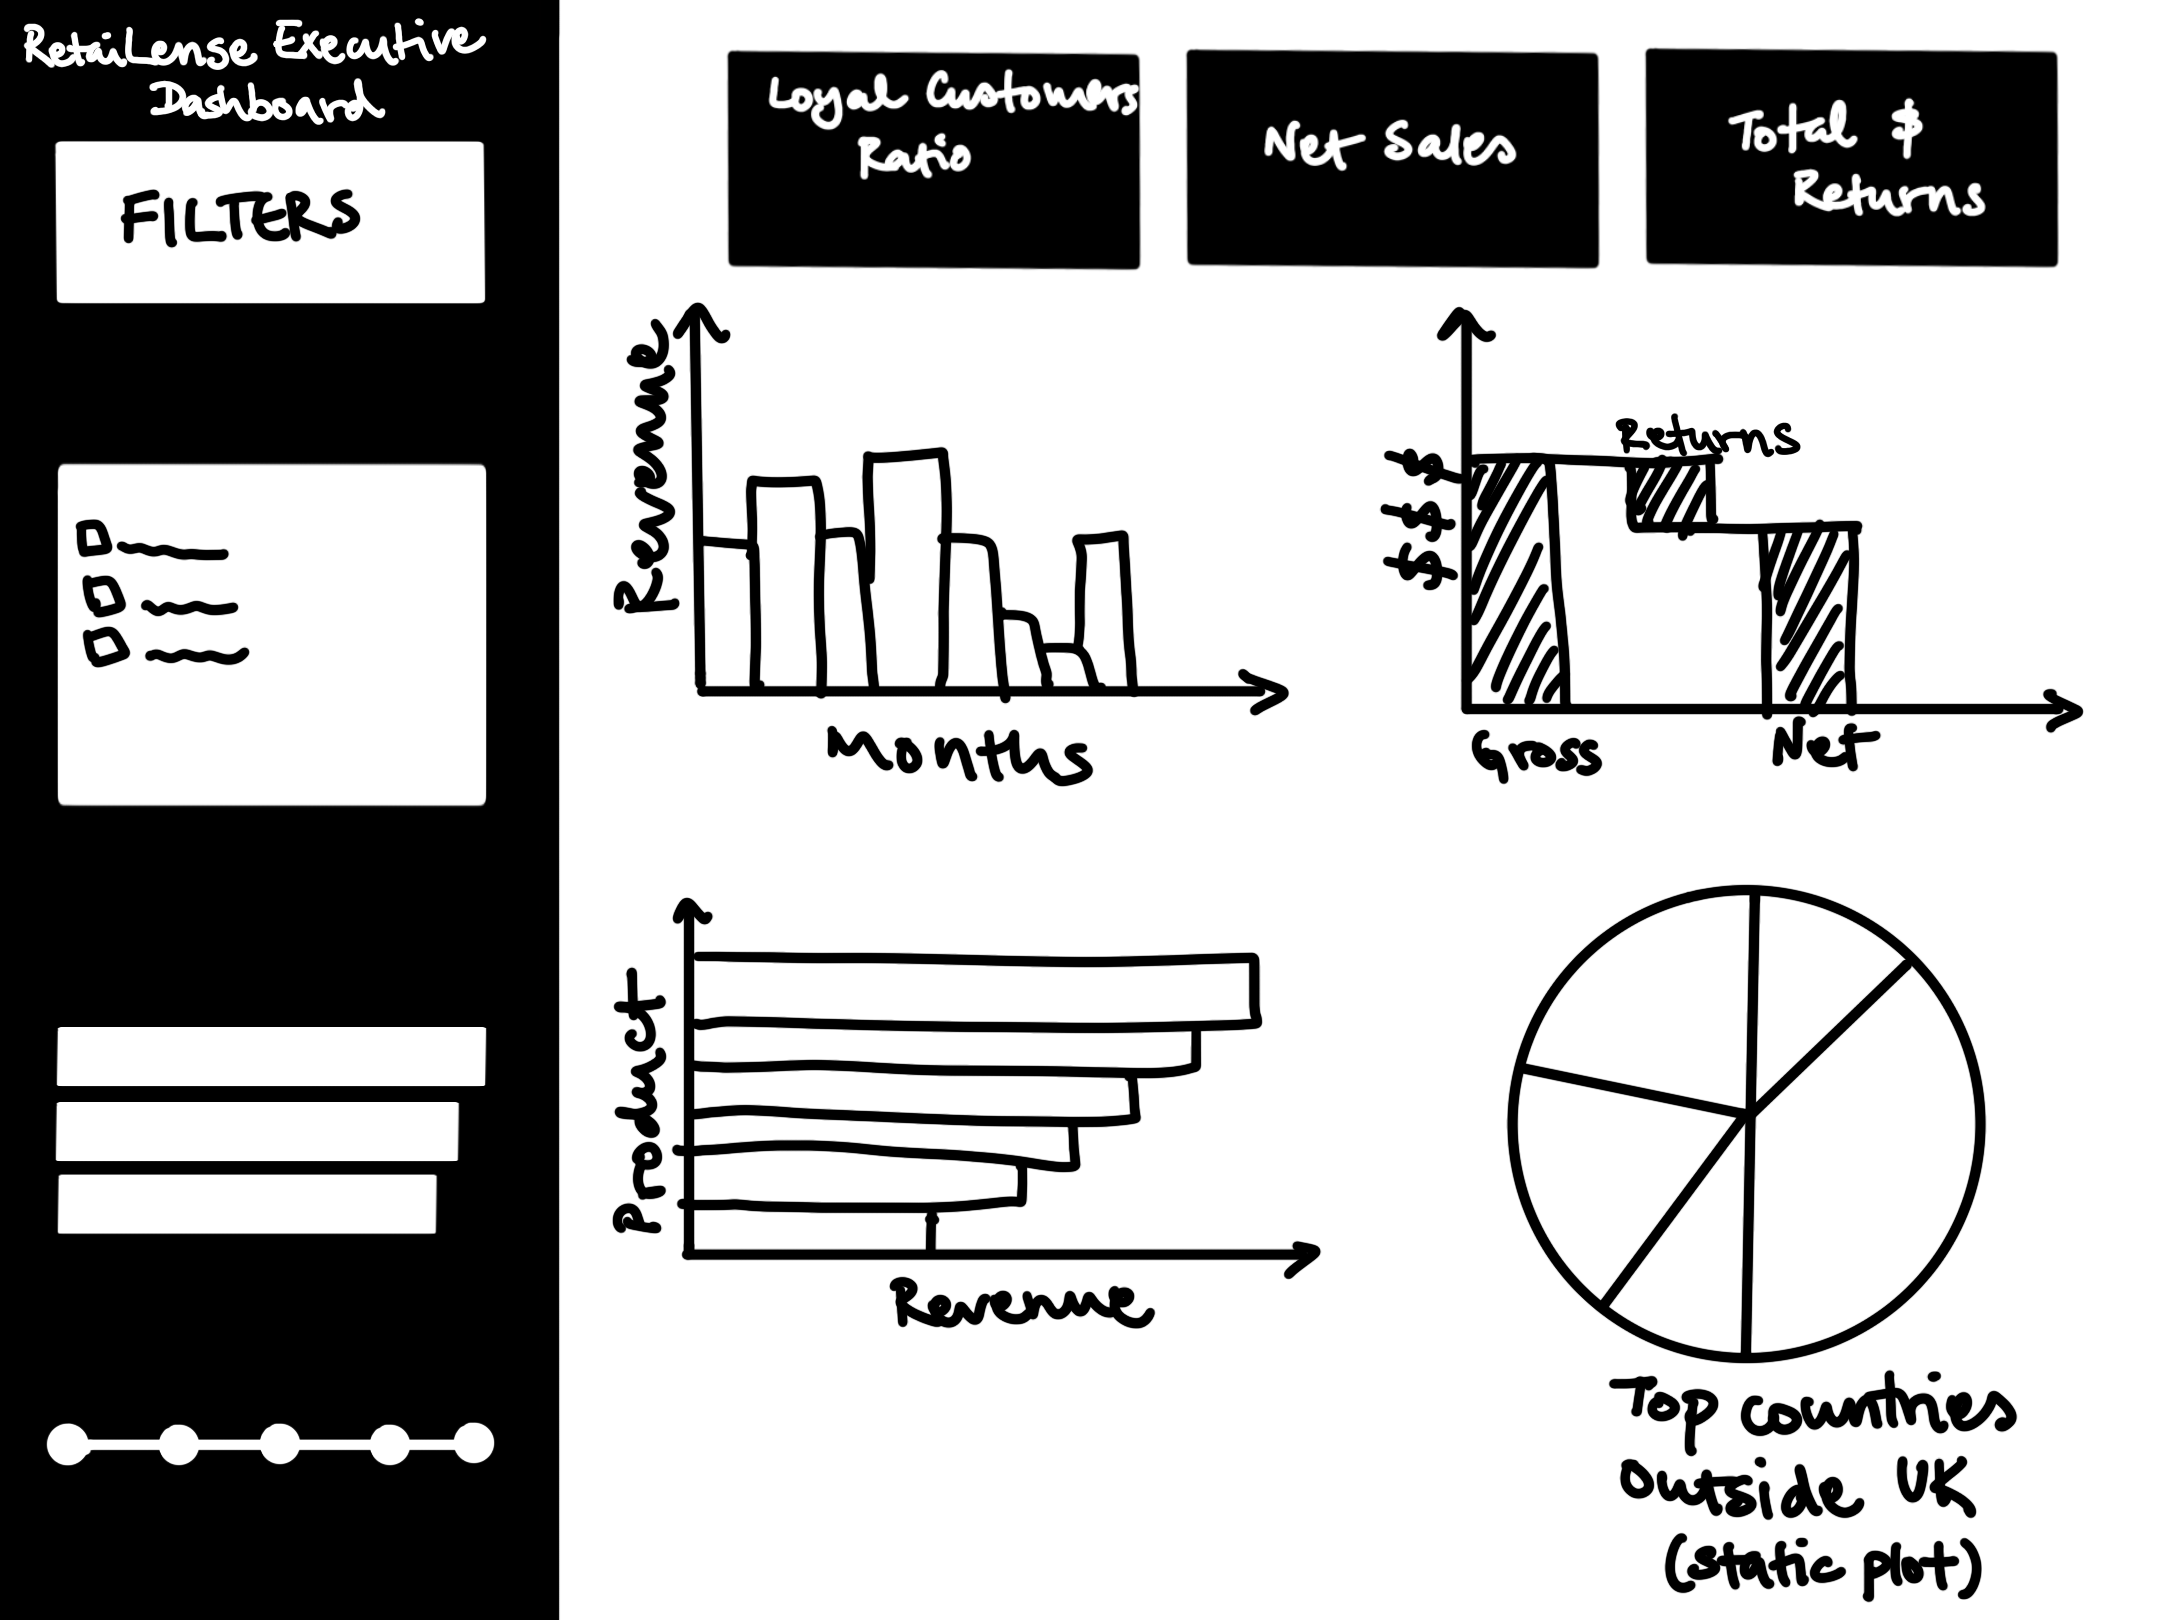 RetaiLense Executive
Dashboard
FILTERS
Loyal Customers
Ratio
Net Sales
Total $
Returns
Revenue
Months
$
$
$
Returns
Gross
Net
Product
Revenue
Top countries
Outside UK
(static plot)